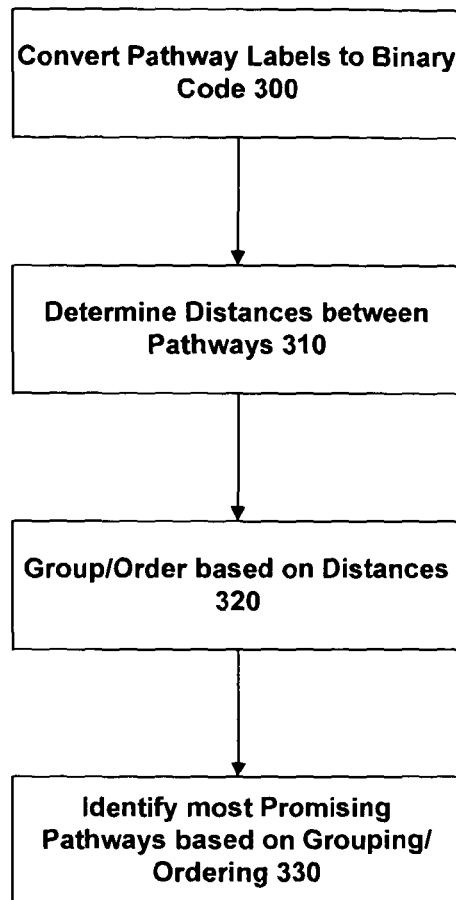 Convert Pathway Labels to Binary
Code 300
Determine Distances between
Pathways 310
Group/Order based on Distances
320
Identify most Promising
Pathways based on Grouping/
Ordering 330